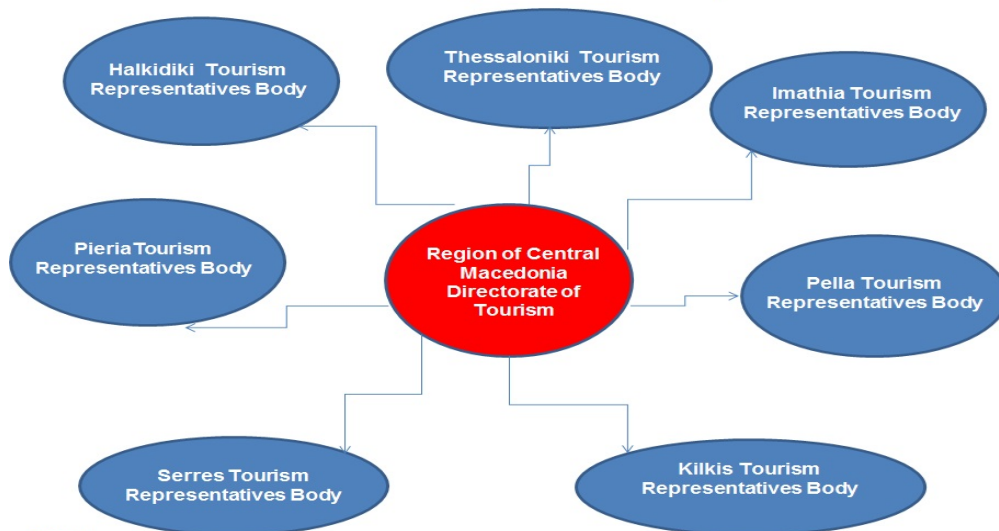 Halkidiki Tourism
Representatives Body
Thessaloniki Tourism
Representatives Body
Imathia Tourism
Representatives Body
Pieria Tourism
Representatives Body
Region of Central
Macedonia
Directorate of
Tourism
Pella Tourism
Representatives Body
Serres Tourism
Representatives Body
Kilkis Tourism
Representatives Body